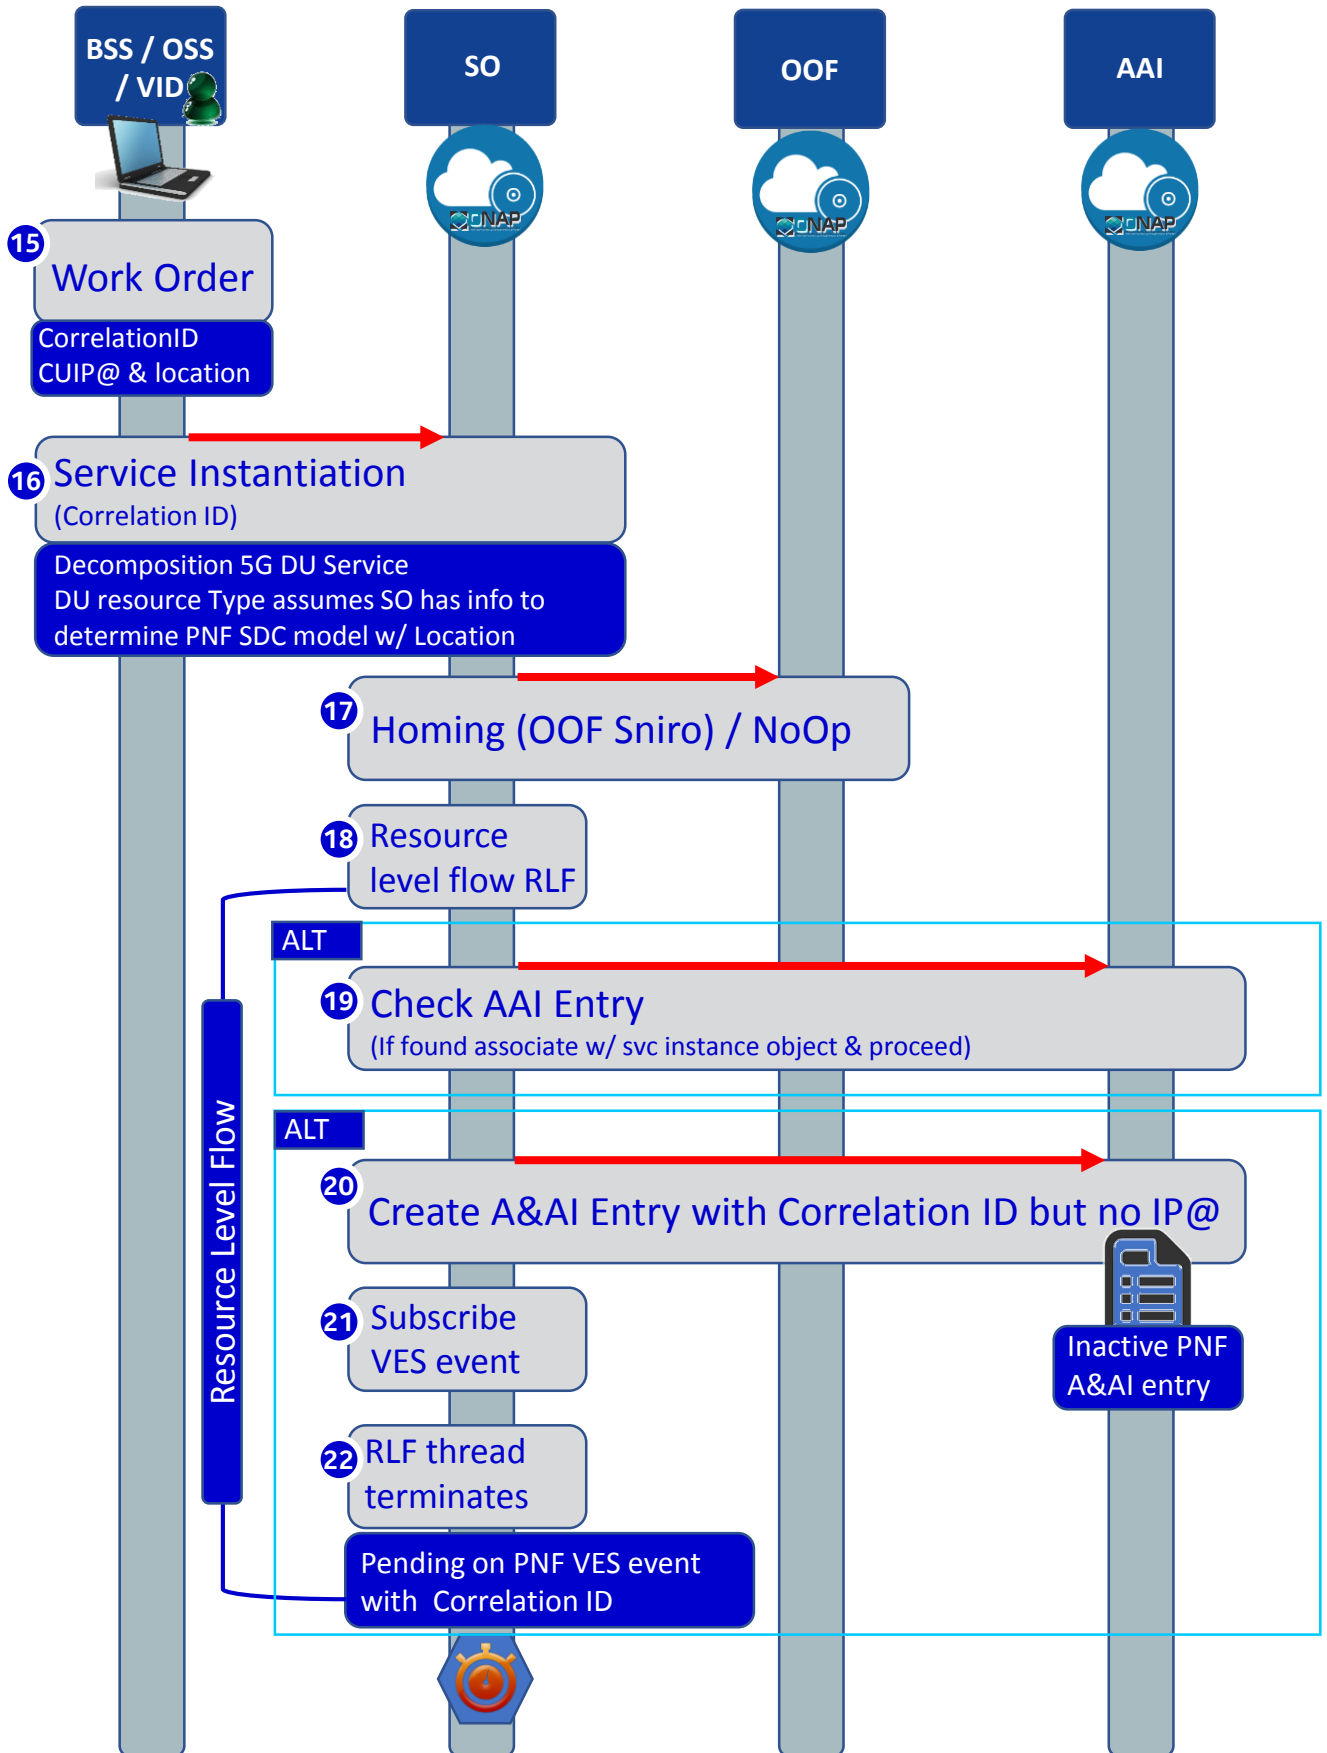 BSS / OSS
/ VID
SO
OOF
AAI
ONAP
ONAP
ONAP
15
Work Order
CorrelationID
CUIP@ & location
16
Service Instantiation
(Correlation ID)
Decomposition 5G DU Service
DU resource Type assumes SO has info to
determine PNF SDC model w/ Location
17
Homing (OOF Sniro) / NoOp
18
Resource
level flow RLF
ALT
19
Check AAI Entry
(If found associate w/ svc instance object & proceed)
Resource Level Flow
ALT
20
Create A&AI Entry with Correlation ID but no IP@
21
Subscribe
VES event
Inactive PNF
A&AI entry
22
RLF thread
terminates
Pending on PNF VES event
with  Correlation ID